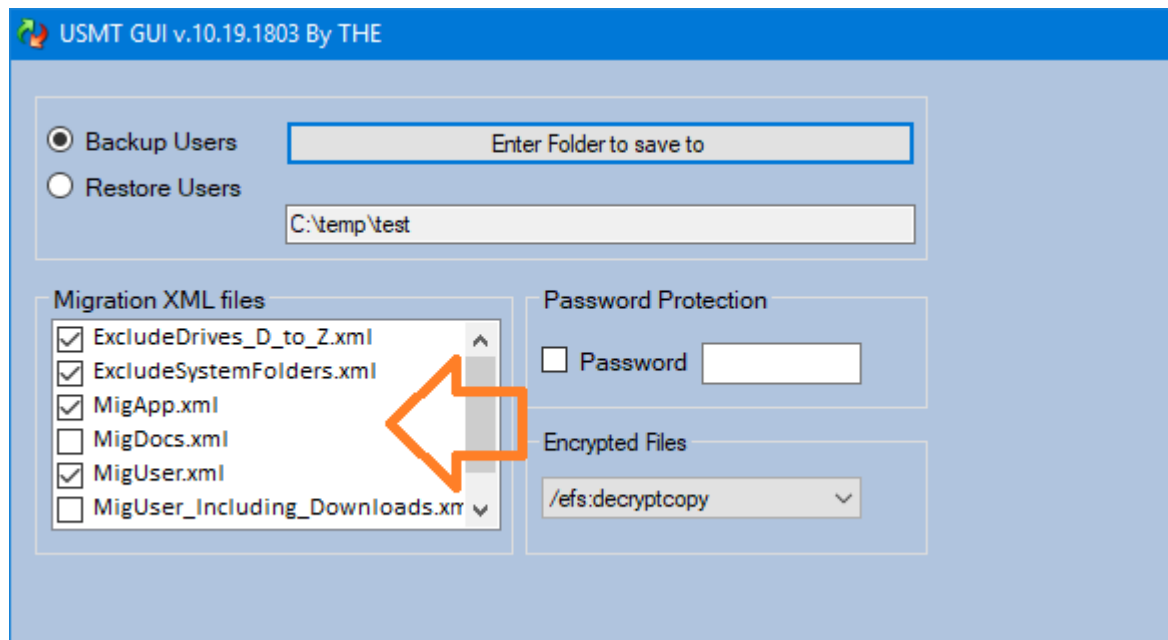 USMT GUI v.10.19.1803 By THE
Backup Users
Enter Folder to save to
Restore Users
C:\temp\test
Migration XML files
ExcludeDrives_D_to_Z.xml
ExcludeSystemFolders.xml
MigApp.xml
MigDocs.xml
MigUser.xml
MigUser_Including_Downloads.xm
Password Protection
Password
Encrypted Files
/efs:decryptcopy